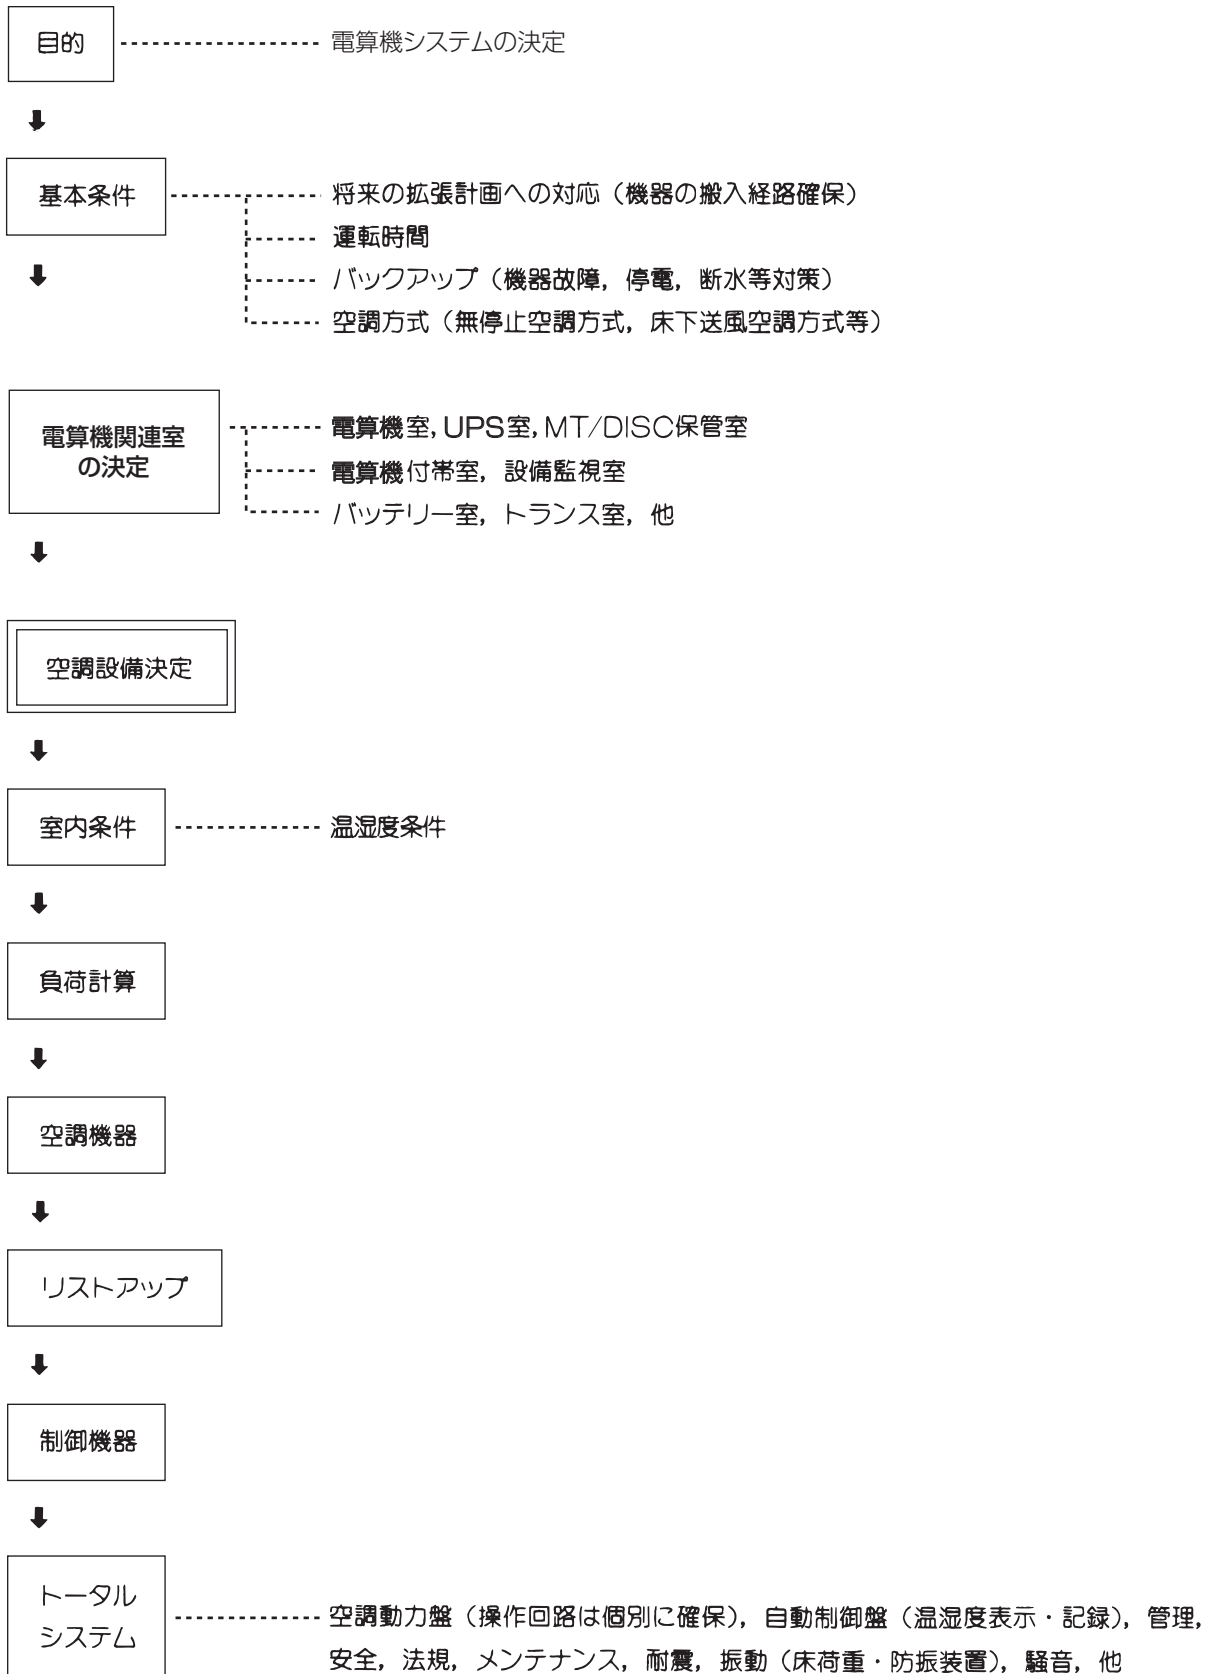 目的
電算機システムの決定
基本条件
将来の拡張計画への対応（機器の搬入経路確保）
運転時間
バックアップ（機器故障，停電，断水等対策）
空調方式（無停止空調方式，床下送風空調方式等）
電算機関連室
の決定
電算機室，UPS室，MT/DISC保管室
電算機付帯室，設備監視室
バッテリー室，トランス室，他
空調設備決定
室内条件
温湿度条件
負荷計算
空調機器
リストアップ
制御機器
トータル
システム
空調動力盤（操作回路は個別に確保），自動制御盤（温湿度表示・記録），管理，
安全，法規，メンテナンス，耐震，振動（床荷重・防振装置），騒音，他